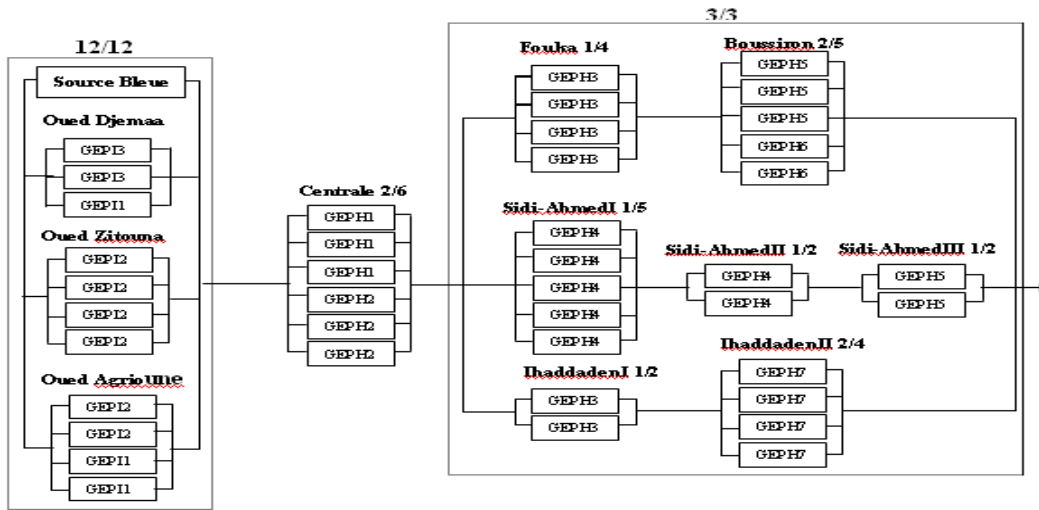 12/12
Source Bleue
Oued Djemaa
GEPI3
GEPI3
GEPI1
Oued Zitouna
GEPI2
GEPI2
GEPI2
GEPI2
Oued Agrioune
GEPI2
GEPI2
GEPI1
GEPI1
Centrale 2/6
GEPH1
GEPH1
GEPH1
GEPH2
GEPH2
GEPH2
3/3
Fouka 1/4
GEPH3
GEPH3
GEPH3
GEPH3
Boussiron 2/5
GEPH5
GEPH5
GEPH5
GEPH6
GEPH6
Sidi-AhmedI 1/5
GEPH4
GEPH4
GEPH4
GEPH4
GEPH4
Sidi-AhmedII 1/2
GEPH4
GEPH4
Sidi-AhmedIII 1/2
GEPH5
GEPH5
IhaddadenI 1/2
GEPH3
GEPH3
IhaddadenII 2/4
GEPH7
GEPH7
GEPH7
GEPH7